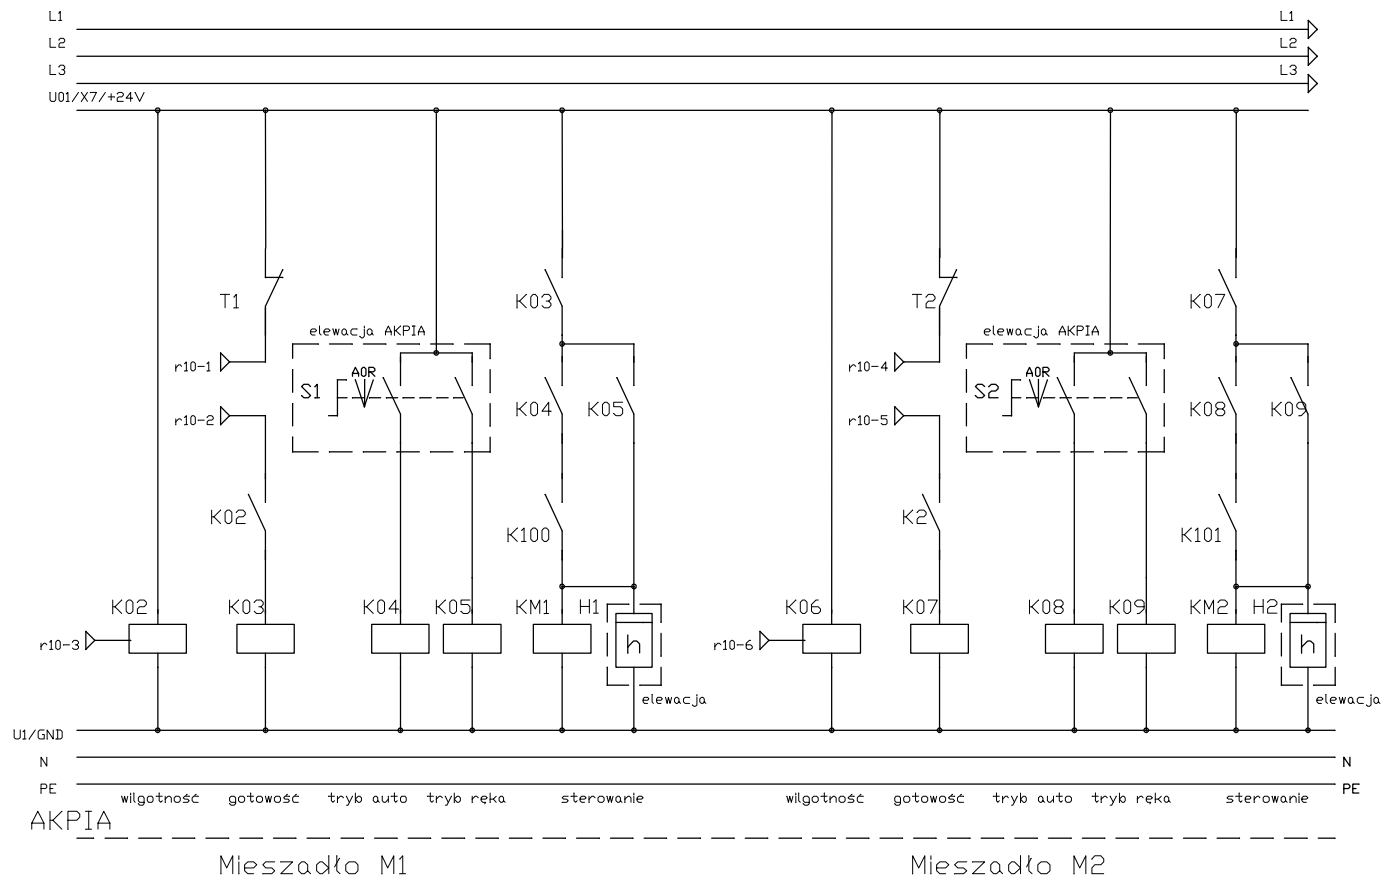 L1 L1
L2 L2
L3 L3
U01/X7/+24V
T1 K03 T2 K07
elewacja AKPIA elewacja AKPIA
r10-1 r10-4
AOR AOR
S1 S2
K04 K05 K08 K09
r10-2 r10-5
K02 K2
K100 K101
K02 K03 K04 K05 KM1 H1 K06 K07 K08 K09 KM2 H2
r10-3 h r10-6 h
elewacja elewacja
U1/GND
N N
PE PE
wilgotność gotowość tryb auto tryb ręka sterowanie wilgotność gotowość tryb auto tryb ręka sterowanie
AKPIA
Mieszadło M1 Mieszadło M2